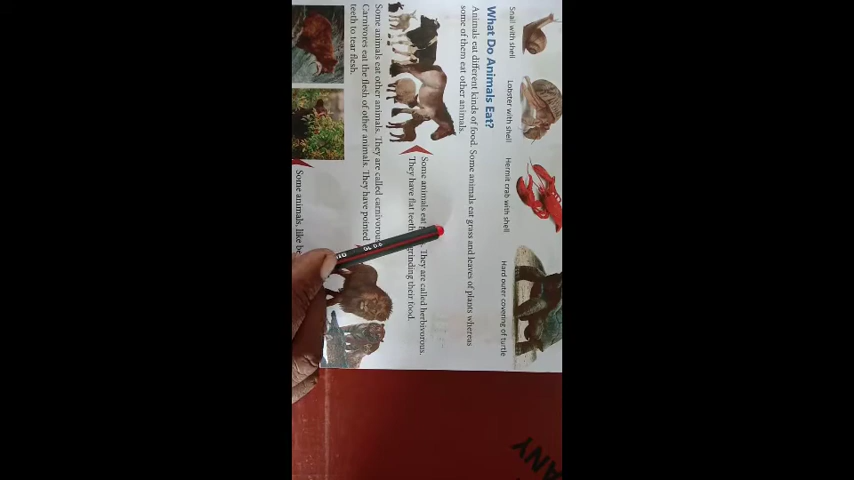 Snail with shell
Lobster with shell
Hermit crab with shell
Hard outer covering of turtle
What Do Animals Eat?
Animals eat different kinds of food. Some animals eat grass and leaves of plants whereas
some of them eat other animals.
Some animals eat They are called herbivorous.
They have flat teeth grinding their food.
Some animals eat other animals. They are called carnivorous
Carnivores eat the flesh of other animals. They have pointed
teeth to tear flesh.
Some animals, like be
ANY